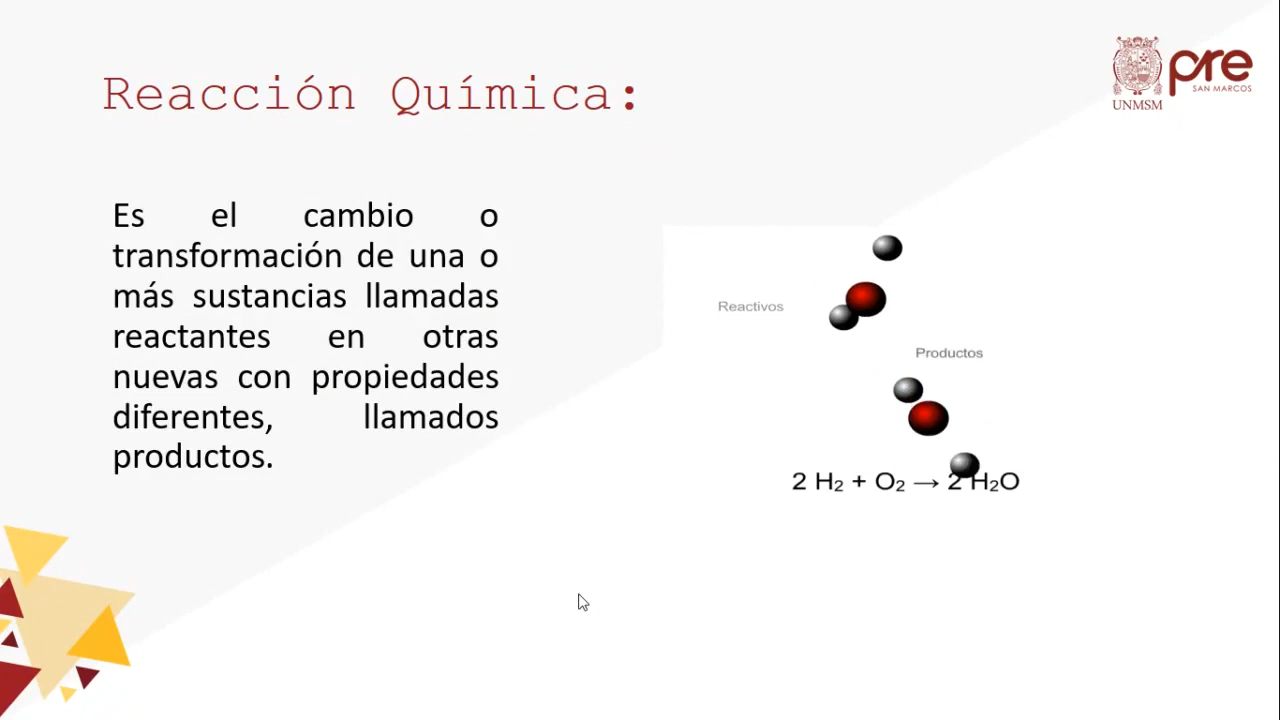 Reacción Química:
pre
SAN MARCOS
UNMSM
Es el cambio o
transformación de una o
más sustancias llamadas
reactantes en otras
nuevas con propiedades
diferentes, llamados
productos.
Reactivos
Productos
2 H₂ + O₂ → 2 H₂O